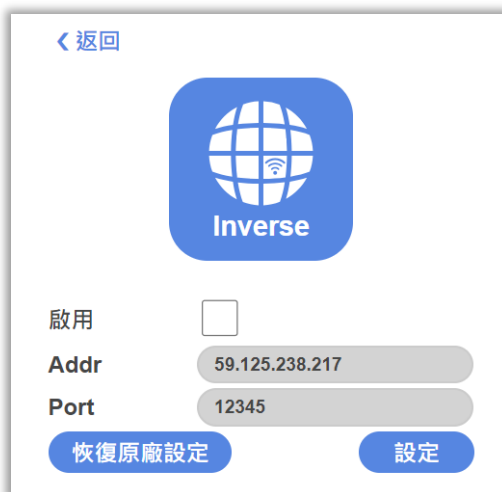 返回
Inverse
啟用
Addr 59.125.238.217
Port 12345
恢復原廠設定 設定